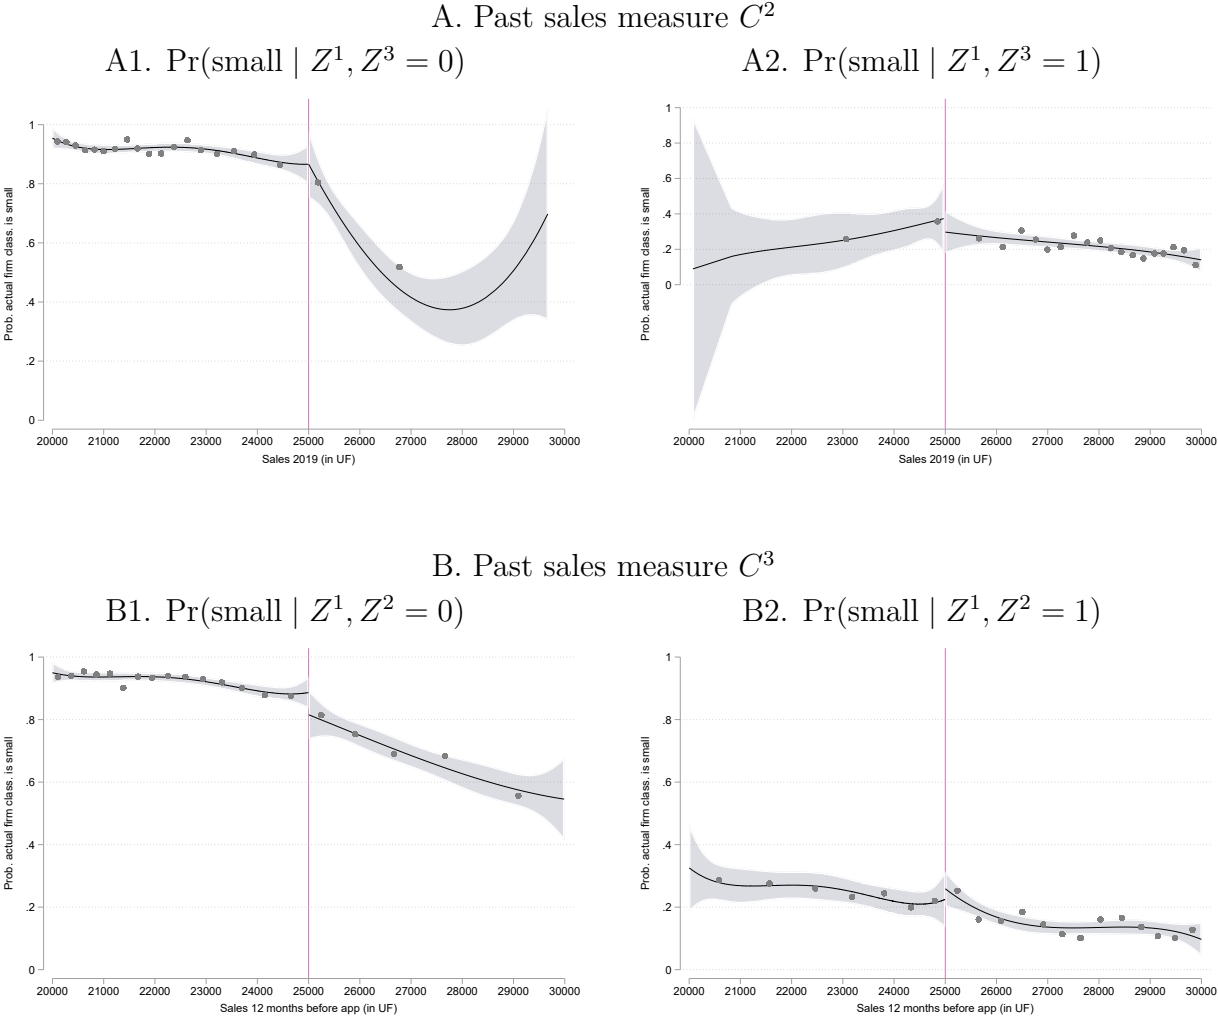 A. Past sales measure C²
A1. Pr(small | Z¹, Z³ = 0)
A2. Pr(small | Z¹, Z³ = 1)
Prob. actual firm class. is small
1
.8
.6
.4
.2
0
20000 21000 22000 23000 24000 25000 26000 27000 28000 29000 30000
Sales 2019 (in UF)
Prob. actual firm class. is small
1
.8
.6
.4
.2
0
20000 21000 22000 23000 24000 25000 26000 27000 28000 29000 30000
Sales 2019 (in UF)
B. Past sales measure C³
B1. Pr(small | Z¹, Z² = 0)
B2. Pr(small | Z¹, Z² = 1)
Prob. actual firm class. is small
1
.8
.6
.4
.2
0
20000 21000 22000 23000 24000 25000 26000 27000 28000 29000 30000
Sales 12 months before app (in UF)
Prob. actual firm class. is small
1
.8
.6
.4
.2
0
20000 21000 22000 23000 24000 25000 26000 27000 28000 29000 30000
Sales 12 months before app (in UF)